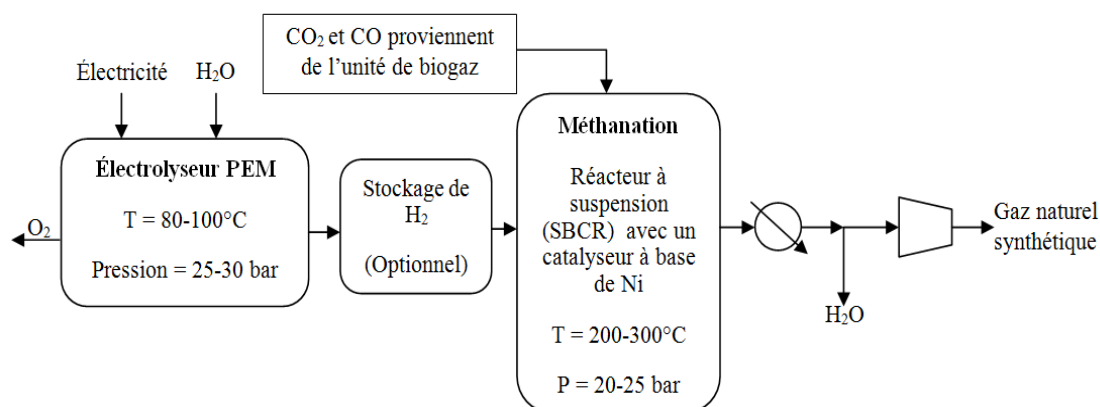 CO₂ et CO proviennent
de l’unité de biogaz
Électricité
H₂O
Électrolyseur PEM
T = 80-100°C
Pression = 25-30 bar
O₂
Stockage de
H₂
(Optionnel)
Méthanation
Réacteur à
suspension
(SBCR) avec un
catalyseur à base
de Ni
T = 200-300°C
P = 20-25 bar
H₂O
Gaz naturel
synthétique